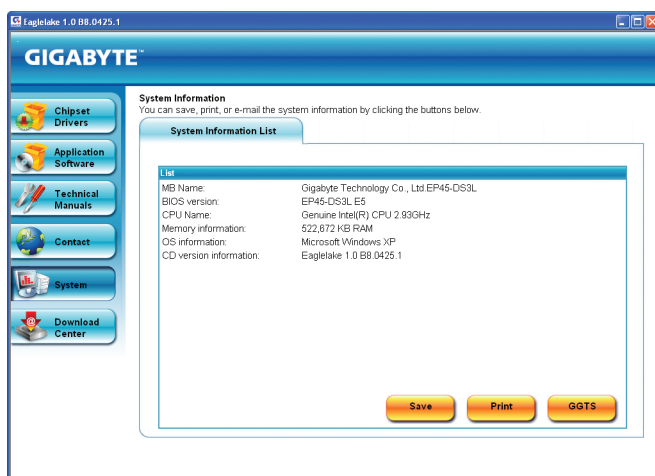 Eaglelake 1.0 B8.0425.1
GIGABYTE™
Chipset
Drivers
Application
Software
Technical
Manuals
Contact
System
Download
Center
System Information
You can save, print, or e-mail the system information by clicking the buttons below.
System Information List
List
MB Name: Gigabyte Technology Co., Ltd.EP45-DS3L
BIOS version: EP45-DS3L E5
CPU Name: Genuine Intel(R) CPU 2.93GHz
Memory information: 522,672 KB RAM
OS information: Microsoft Windows XP
CD version information: Eaglelake 1.0 B8.0425.1
Save Print GGTS